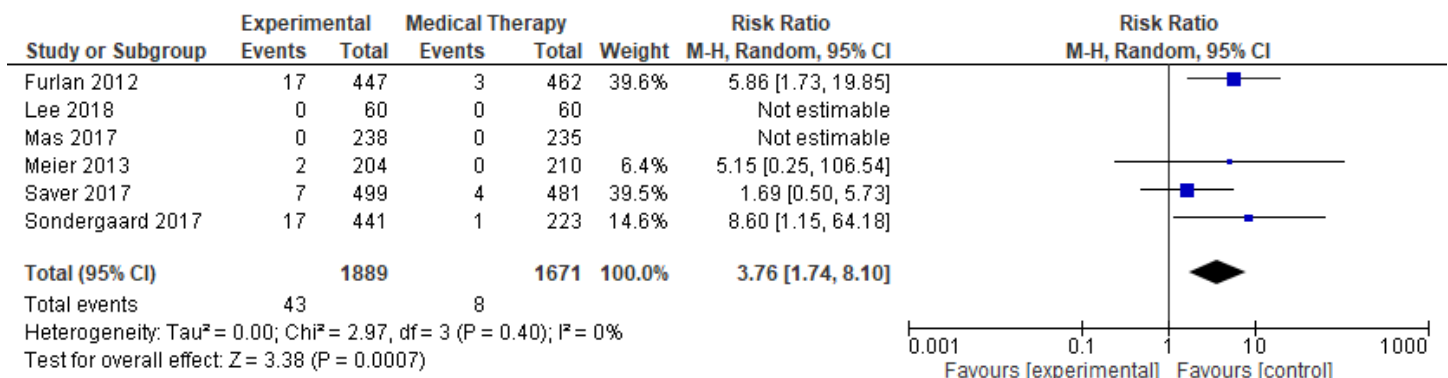 Experimental Medical Therapy Risk Ratio Risk Ratio
Study or Subgroup Events Total Events Total Weight M-H, Random, 95% CI M-H, Random, 95% CI
Furlan 2012 17 447 3 462 39.6% 5.86 [1.73, 19.85]
Lee 2018 0 60 0 60 Not estimable
Mas 2017 0 238 0 235 Not estimable
Meier 2013 2 204 0 210 6.4% 5.15 [0.25, 106.54]
Saver 2017 7 499 4 481 39.5% 1.69 [0.50, 5.73]
Sondergaard 2017 17 441 1 223 14.6% 8.60 [1.15, 64.18]
Total (95% CI) 1889 1671 100.0% 3.76 [1.74, 8.10]
Total events 43 8
Heterogeneity: Tau² = 0.00; Chi² = 2.97, df = 3 (P = 0.40); I² = 0%
Test for overall effect: Z = 3.38 (P = 0.0007)
0.001 0.1 1 10 1000
Favours [experimental] Favours [control]